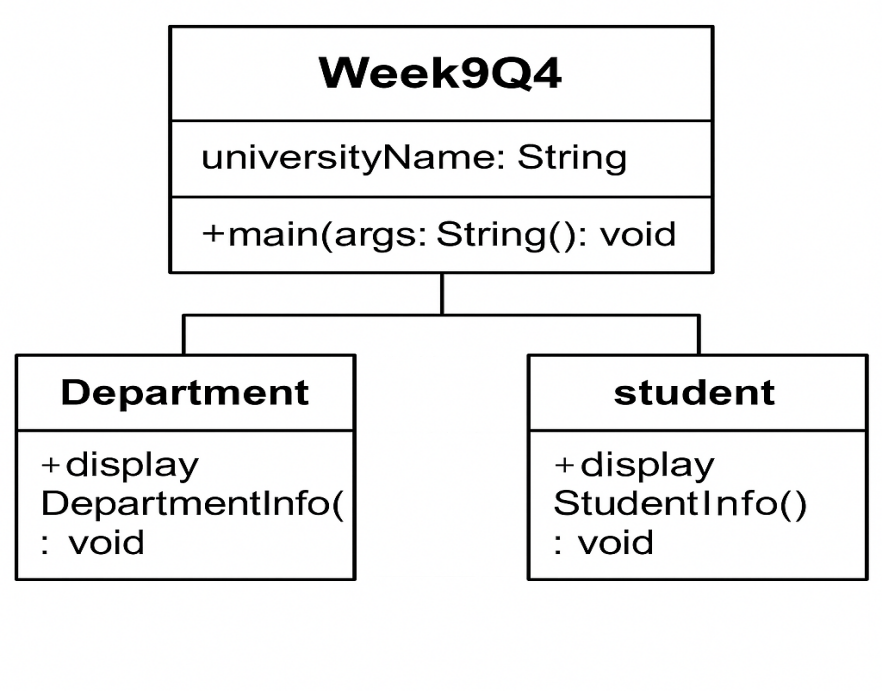 Week9Q4
universityName: String
+main(args: String(): void
Department
+display
DepartmentInfo(
: void
student
+display
StudentInfo()
: void